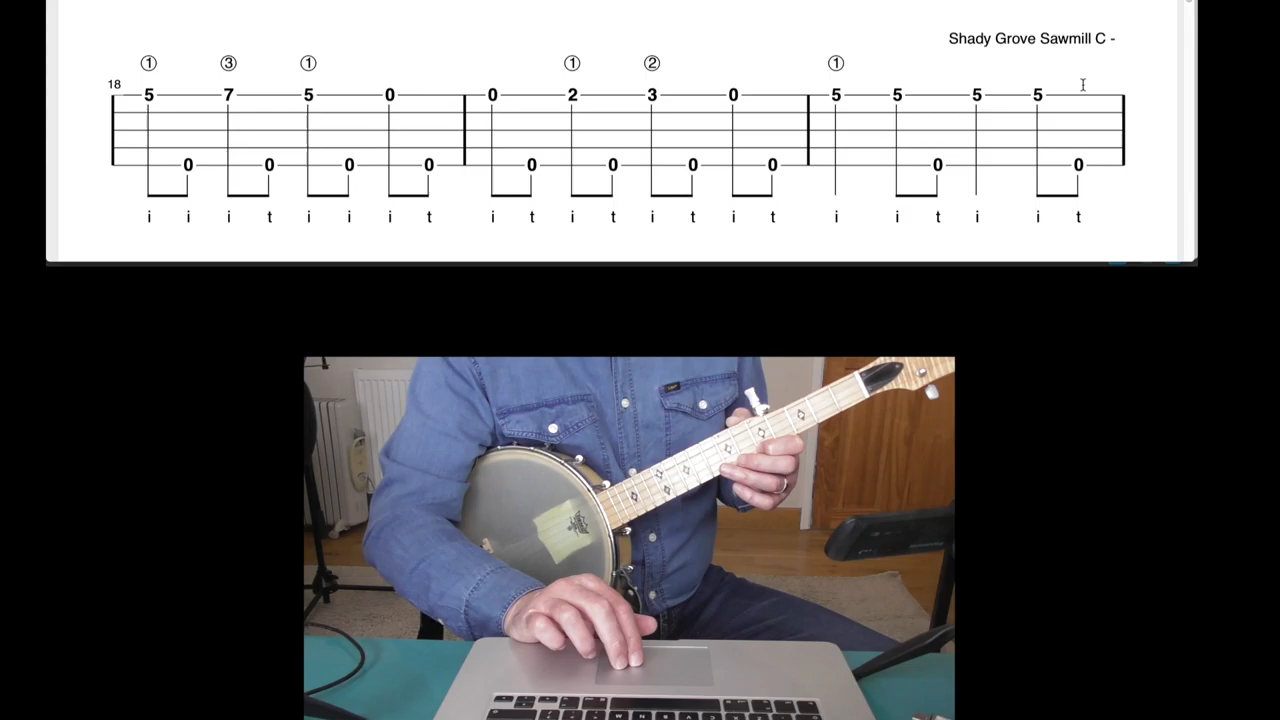 Shady Grove Sawmill C -
① ③ ① ① ② ①
18
5 7 5 0 0 2 3 0 5 5 5 5
0 0 0 0 0 0 0 0 0 0
i i i t i i i t i t i t i t i t i i t i i t